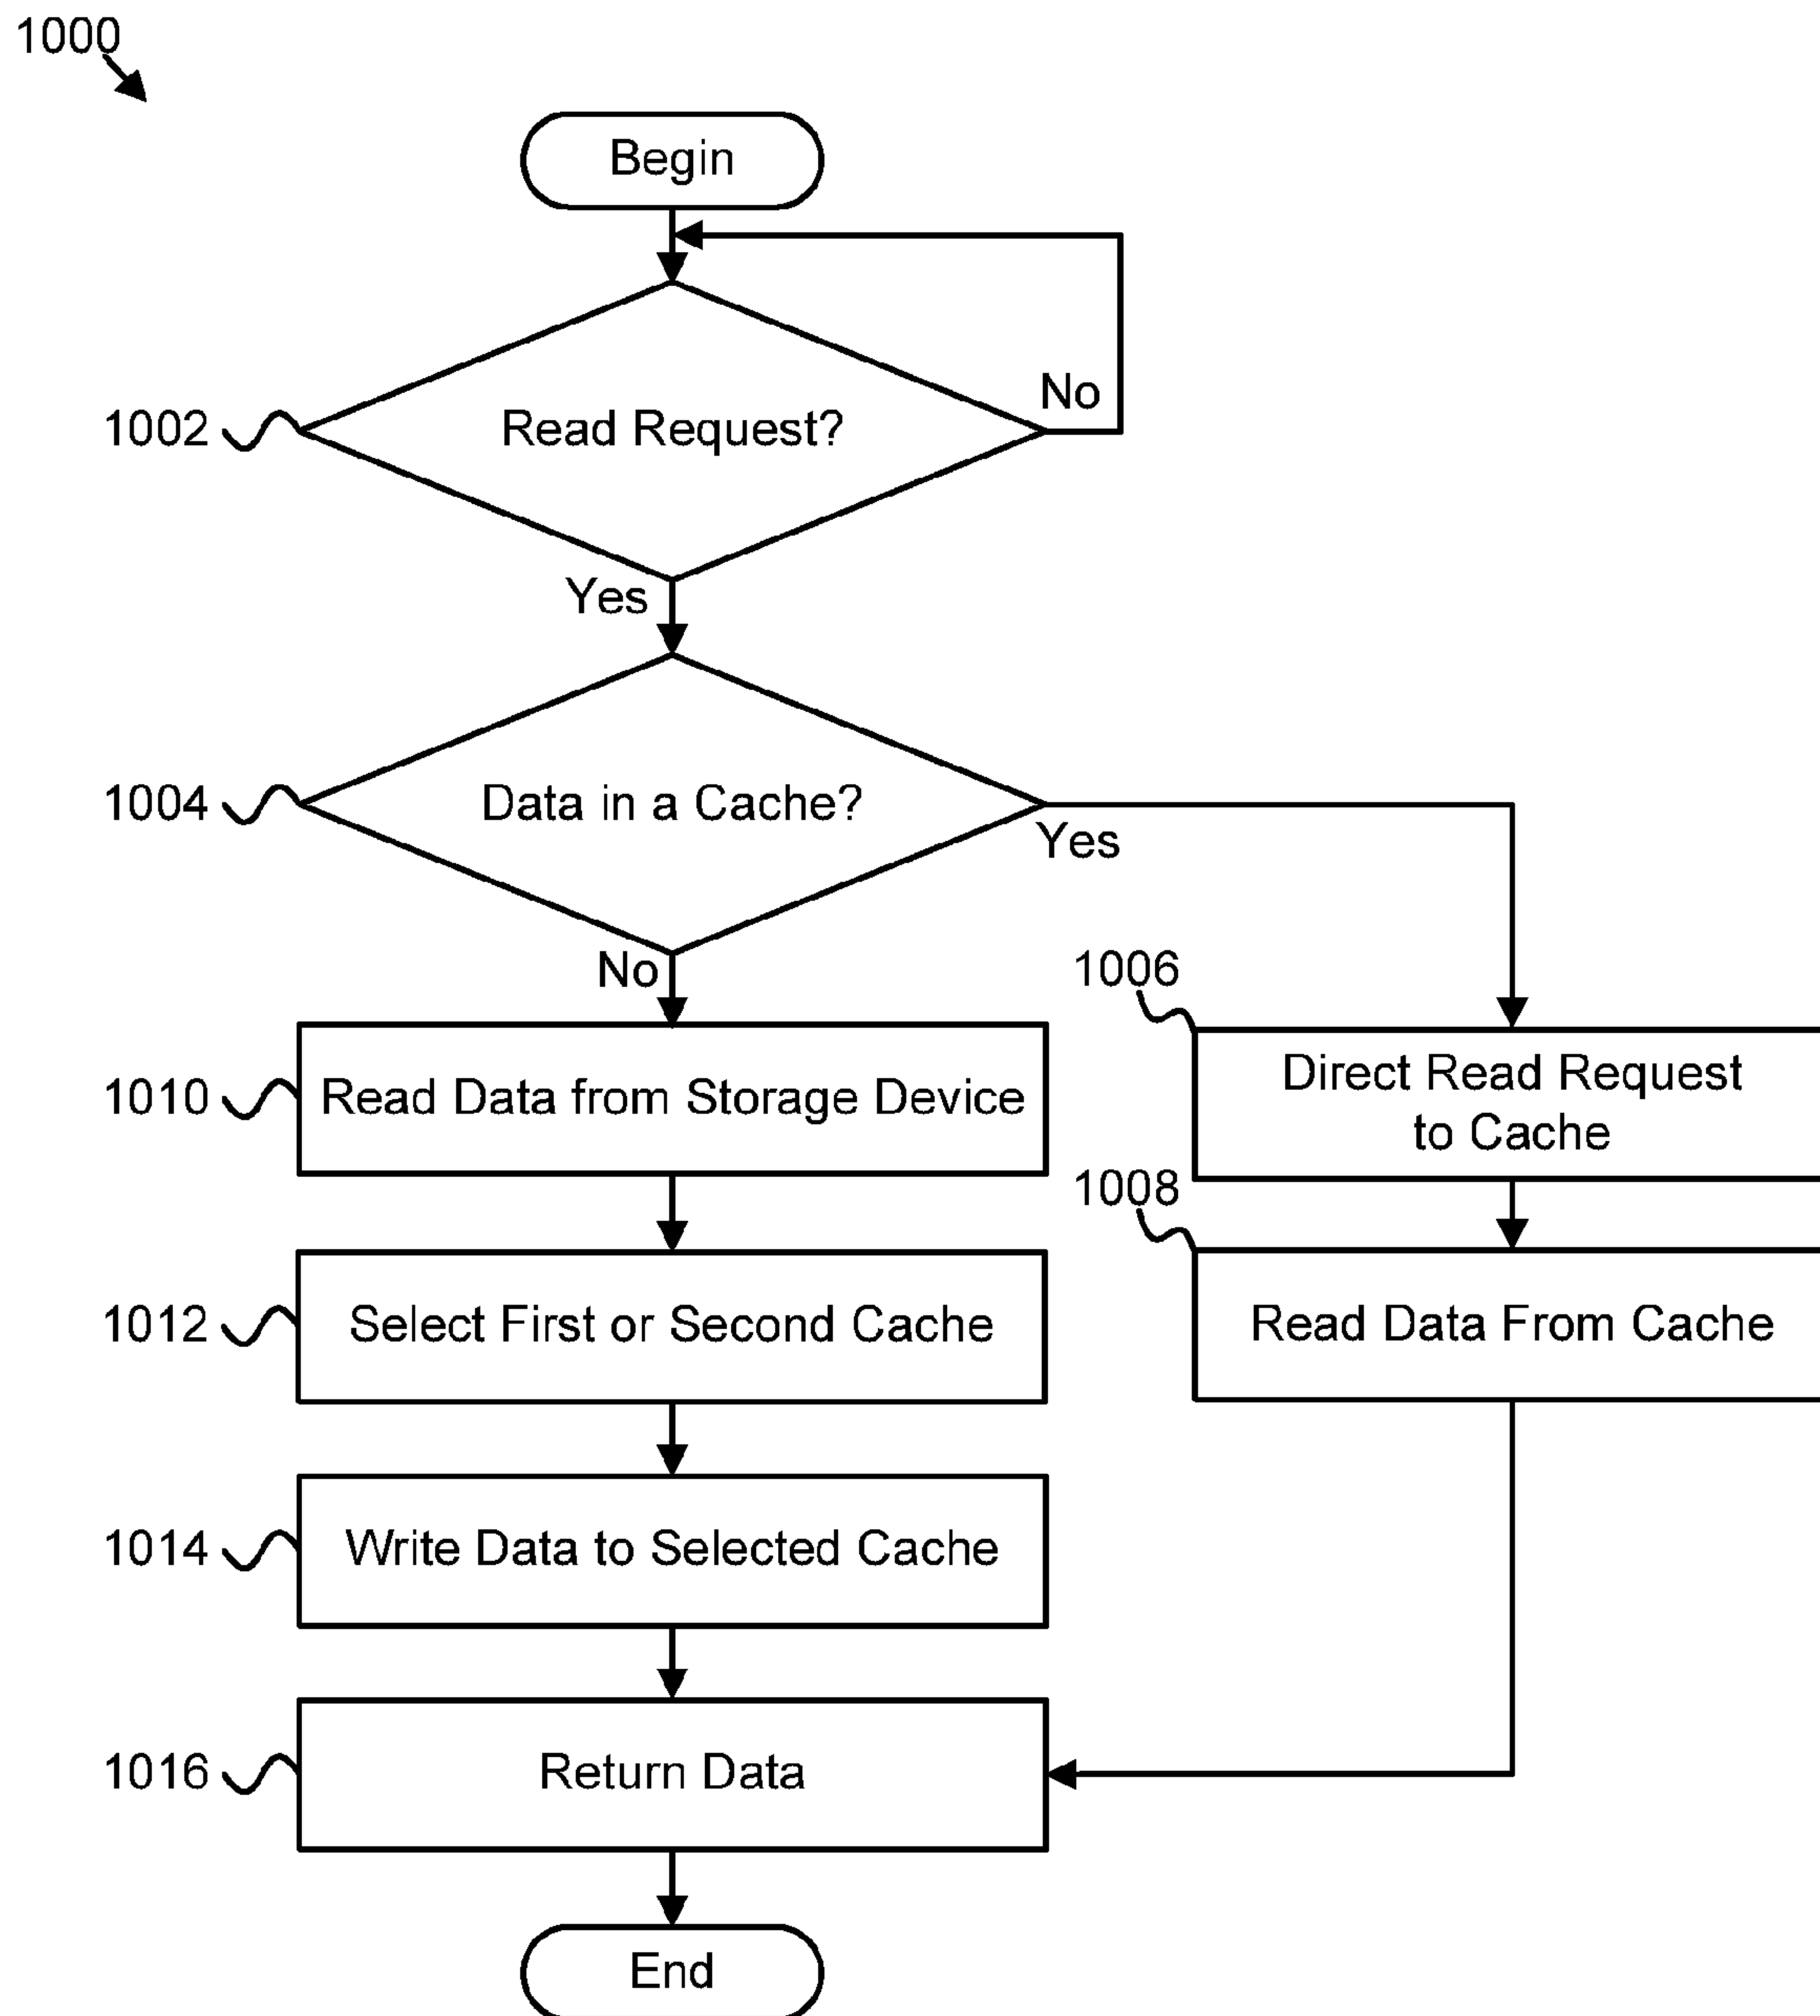 1000
Begin
No
1002
Read Request?
Yes
1004
Data in a Cache?
Yes
No
1006
1010
Read Data from Storage Device
Direct Read Request
to Cache
1008
1012
Select First or Second Cache
Read Data From Cache
1014
Write Data to Selected Cache
1016
Return Data
End